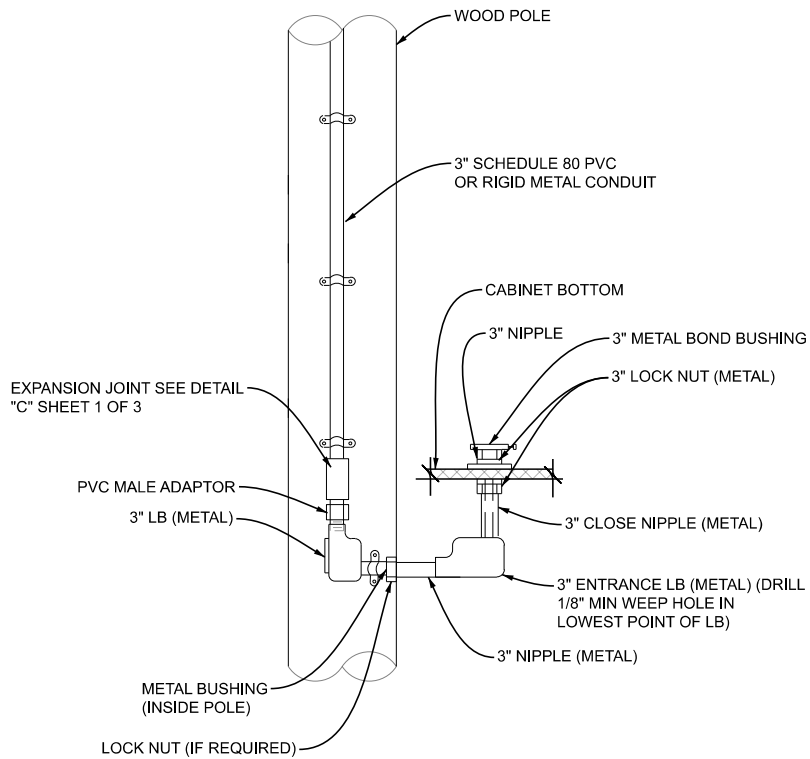 WOOD POLE
3" SCHEDULE 80 PVC
OR RIGID METAL CONDUIT
CABINET BOTTOM
3" NIPPLE
3" METAL BOND BUSHING
3" LOCK NUT (METAL)
EXPANSION JOINT SEE DETAIL
"C" SHEET 1 OF 3
PVC MALE ADAPTOR
3" LB (METAL)
3" CLOSE NIPPLE (METAL)
3" ENTRANCE LB (METAL) (DRILL
1/8" MIN WEEP HOLE IN
LOWEST POINT OF LB)
3" NIPPLE (METAL)
METAL BUSHING
(INSIDE POLE)
LOCK NUT (IF REQUIRED)